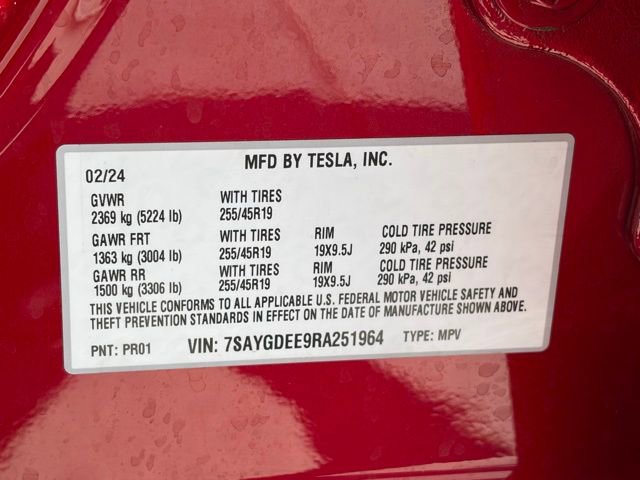 MFD BY TESLA, INC.
02/24
GVWR WITH TIRES
2369 kg (5224 lb) 255/45R19
GAWR FRT WITH TIRES RIM COLD TIRE PRESSURE
1363 kg (3004 lb) 255/45R19 19X9.5J 290 kPa, 42 psi
GAWR RR WITH TIRES RIM COLD TIRE PRESSURE
1500 kg (3306 lb) 255/45R19 19X9.5J 290 kPa, 42 psi
THIS VEHICLE CONFORMS TO ALL APPLICABLE U.S. FEDERAL MOTOR VEHICLE SAFETY AND
THEFT PREVENTION STANDARDS IN EFFECT ON THE DATE OF MANUFACTURE SHOWN ABOVE.
PNT: PR01 VIN: 7SAYGDEE9RA251964 TYPE: MPV